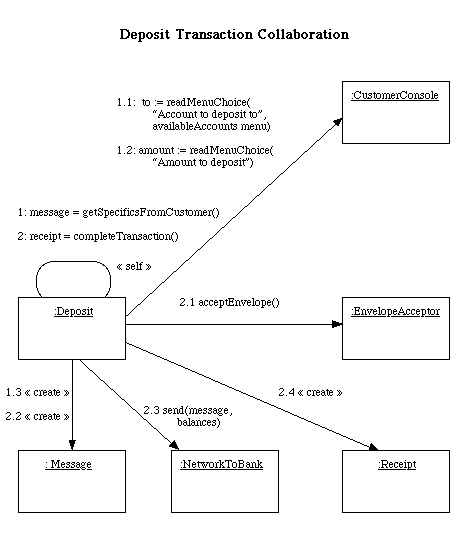 Deposit Transaction Collaboration
:CustomerConsole
1.1:  to := readMenuChoice(
“Account to deposit to”,
availableAccounts menu)
1.2: amount := readMenuChoice(
“Amount to deposit”)
1: message = getSpecificsFromCustomer()
2: receipt = completeTransaction()
« self »
:Deposit
2.1 acceptEnvelope()
:EnvelopeAcceptor
1.3 « create »
2.2 « create »
2.3 send(message,
balances)
2.4 « create »
: Message
:NetworkToBank
:Receipt